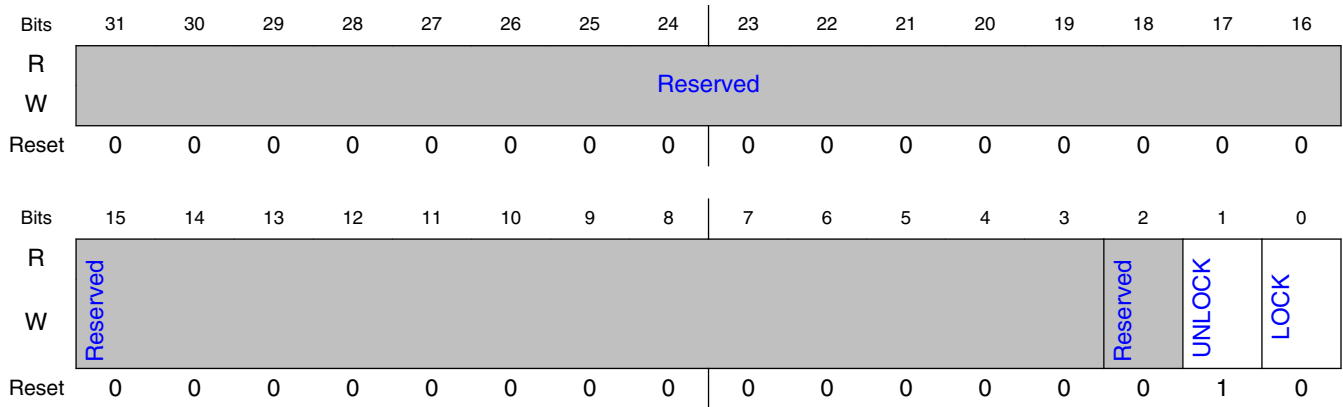 Bits 31 30 29 28 27 26 25 24 23 22 21 20 19 18 17 16
R
Reserved
W
Reset 0 0 0 0 0 0 0 0 0 0 0 0 0 0 0 0
Bits 15 14 13 12 11 10 9 8 7 6 5 4 3 2 1 0
R
W
Reserved
Reserved
UNLOCK
LOCK
Reset 0 0 0 0 0 0 0 0 0 0 0 0 0 0 1 0